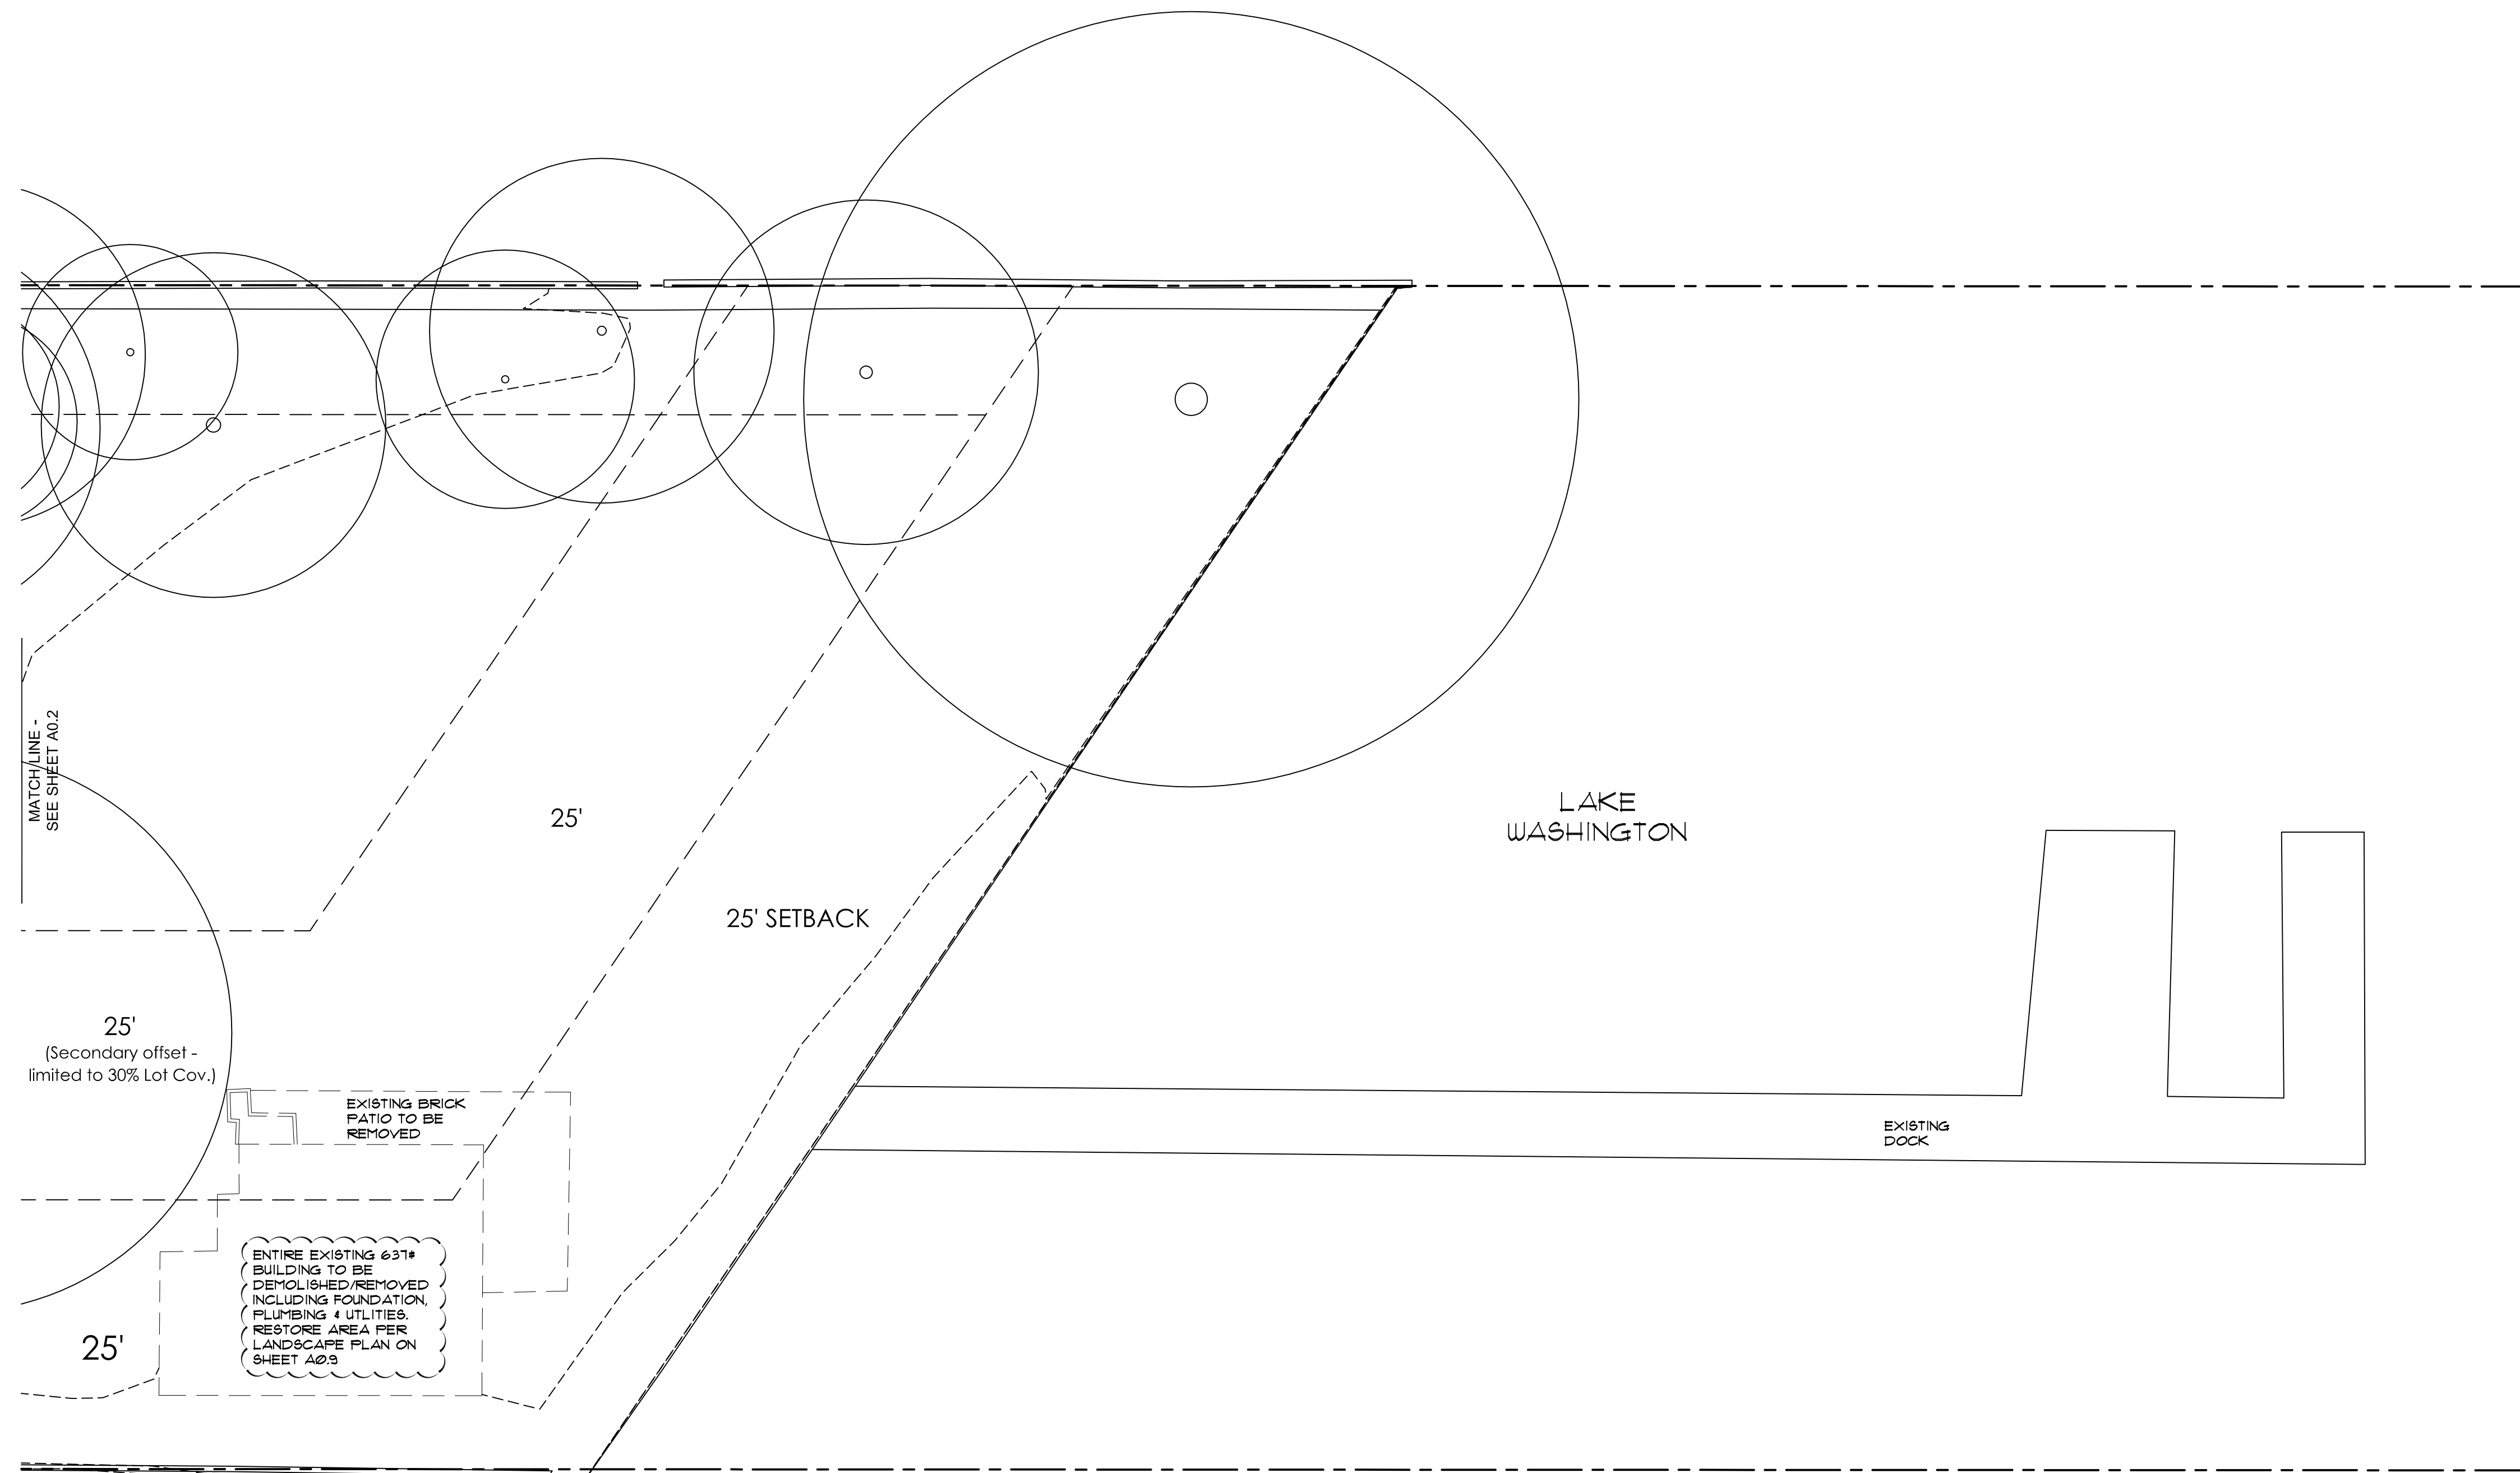 MATCH LINE -
SEE SHEET A0.2
25'
LAKE
WASHINGTON
25' SETBACK
25'
(Secondary offset -
limited to 30% Lot Cov.)
EXISTING BRICK
PATIO TO BE
REMOVED
EXISTING
DOCK
ENTIRE EXISTING 637#
BUILDING TO BE
DEMOLISHED/REMOVED
INCLUDING FOUNDATION,
PLUMBING & UTLITIES.
RESTORE AREA PER
LANDSCAPE PLAN ON
SHEET A0.9
25'